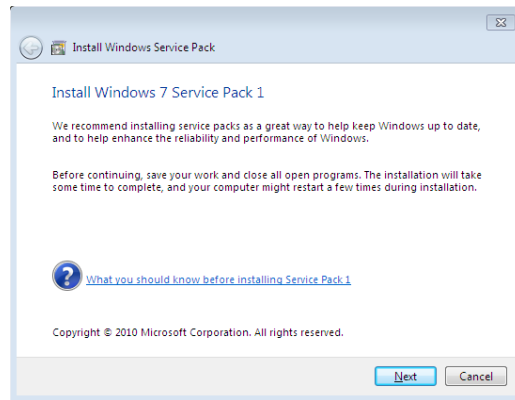 Install Windows Service Pack
Install Windows 7 Service Pack 1
We recommend installing service packs as a great way to help keep Windows up to date,
and to help enhance the reliability and performance of Windows.
Before continuing, save your work and close all open programs. The installation will take
some time to complete, and your computer might restart a few times during installation.
What you should know before installing Service Pack 1
Copyright © 2010 Microsoft Corporation. All rights reserved.
Next Cancel